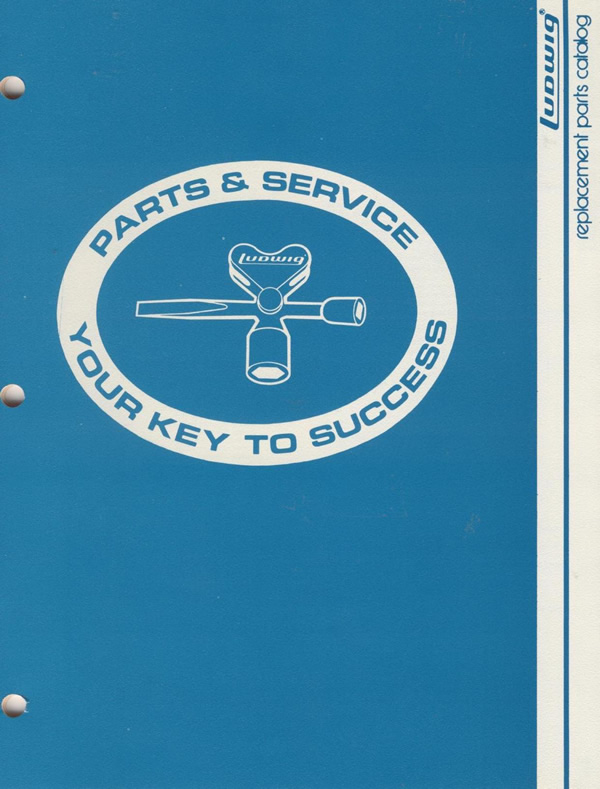 PARTS & SERVICE
LUDWIG
YOUR KEY TO SUCCESS
LUDWIG®
replacement parts catalog